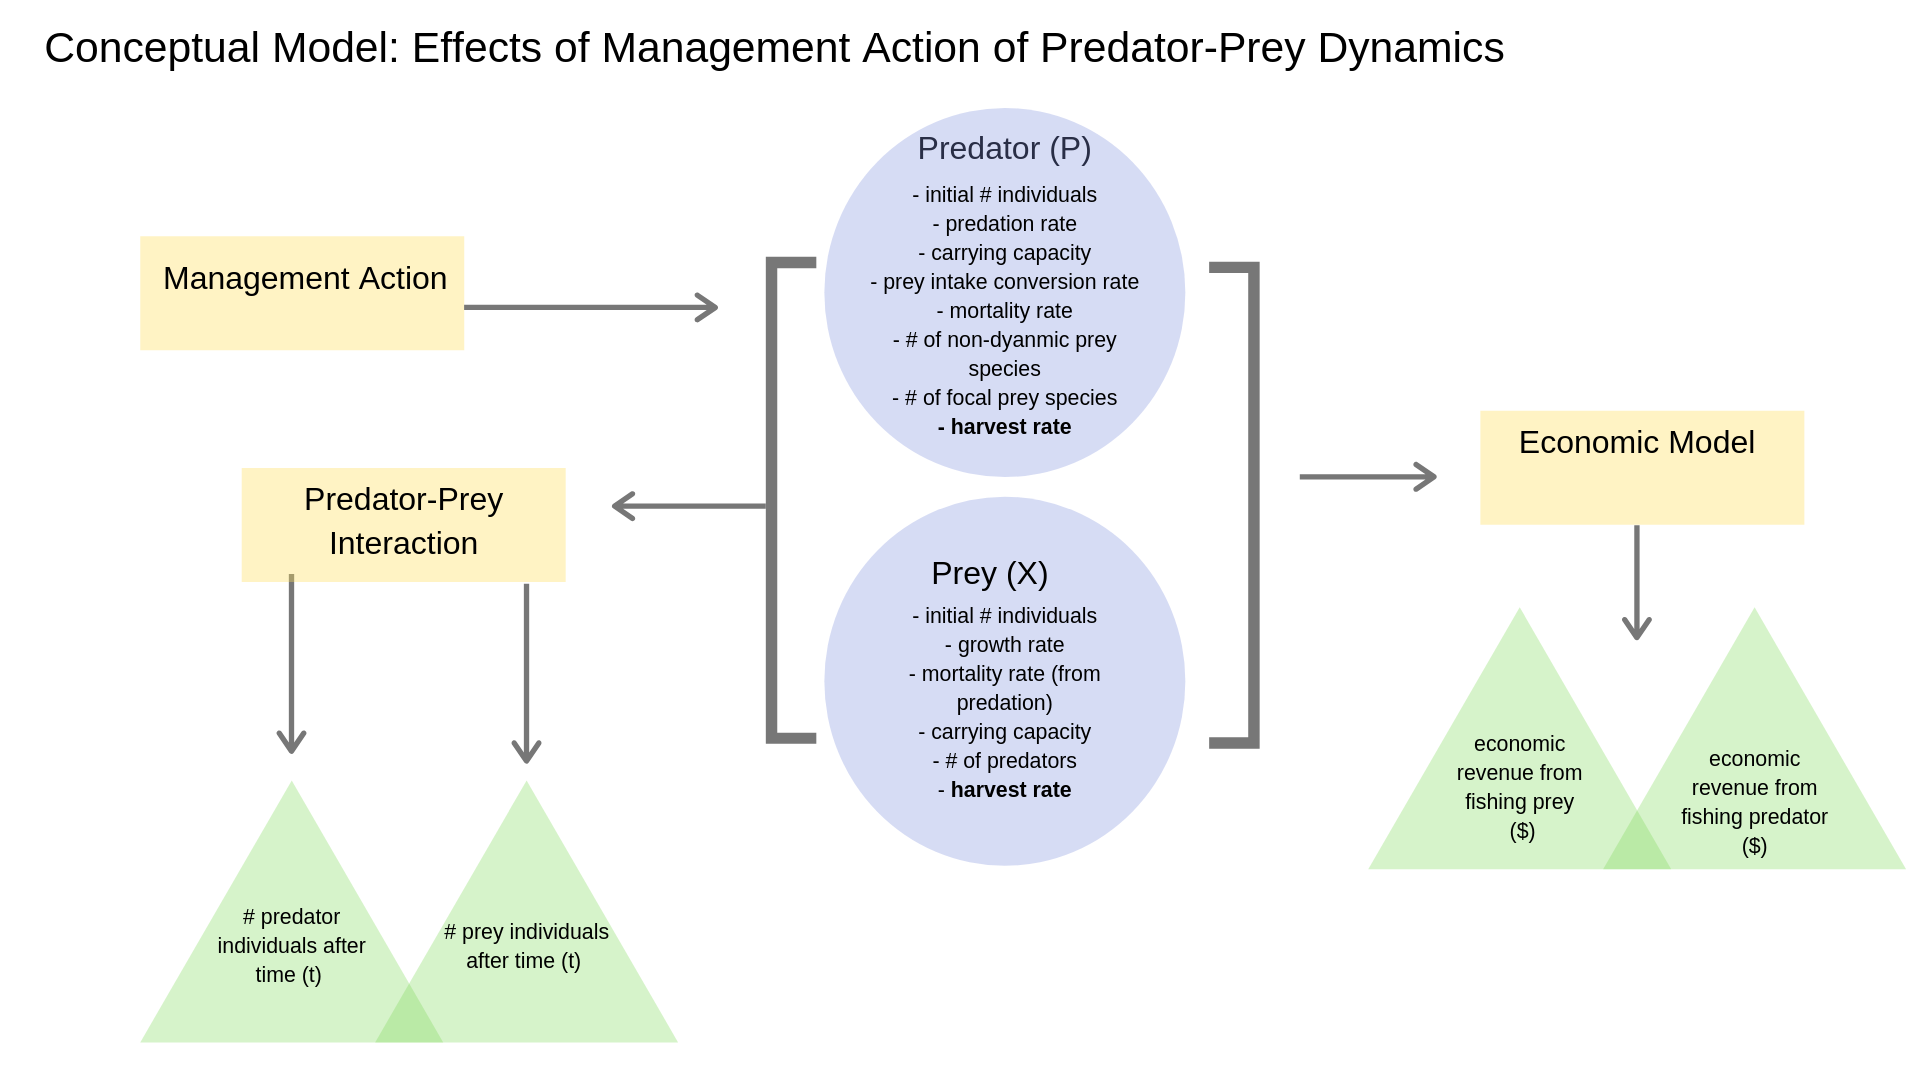 Conceptual Model: Effects of Management Action of Predator-Prey Dynamics
Management Action
Predator (P)
- initial # individuals
- predation rate
- carrying capacity
- prey intake conversion rate
- mortality rate
- # of non-dyanmic prey
species
- # of focal prey species
- harvest rate
Predator-Prey
Interaction
Prey (X)
- initial # individuals
- growth rate
- mortality rate (from
predation)
- carrying capacity
- # of predators
- harvest rate
Economic Model
# predator
individuals after
time (t)
# prey individuals
after time (t)
economic
revenue from
fishing prey
($)
economic
revenue from
fishing predator
($)